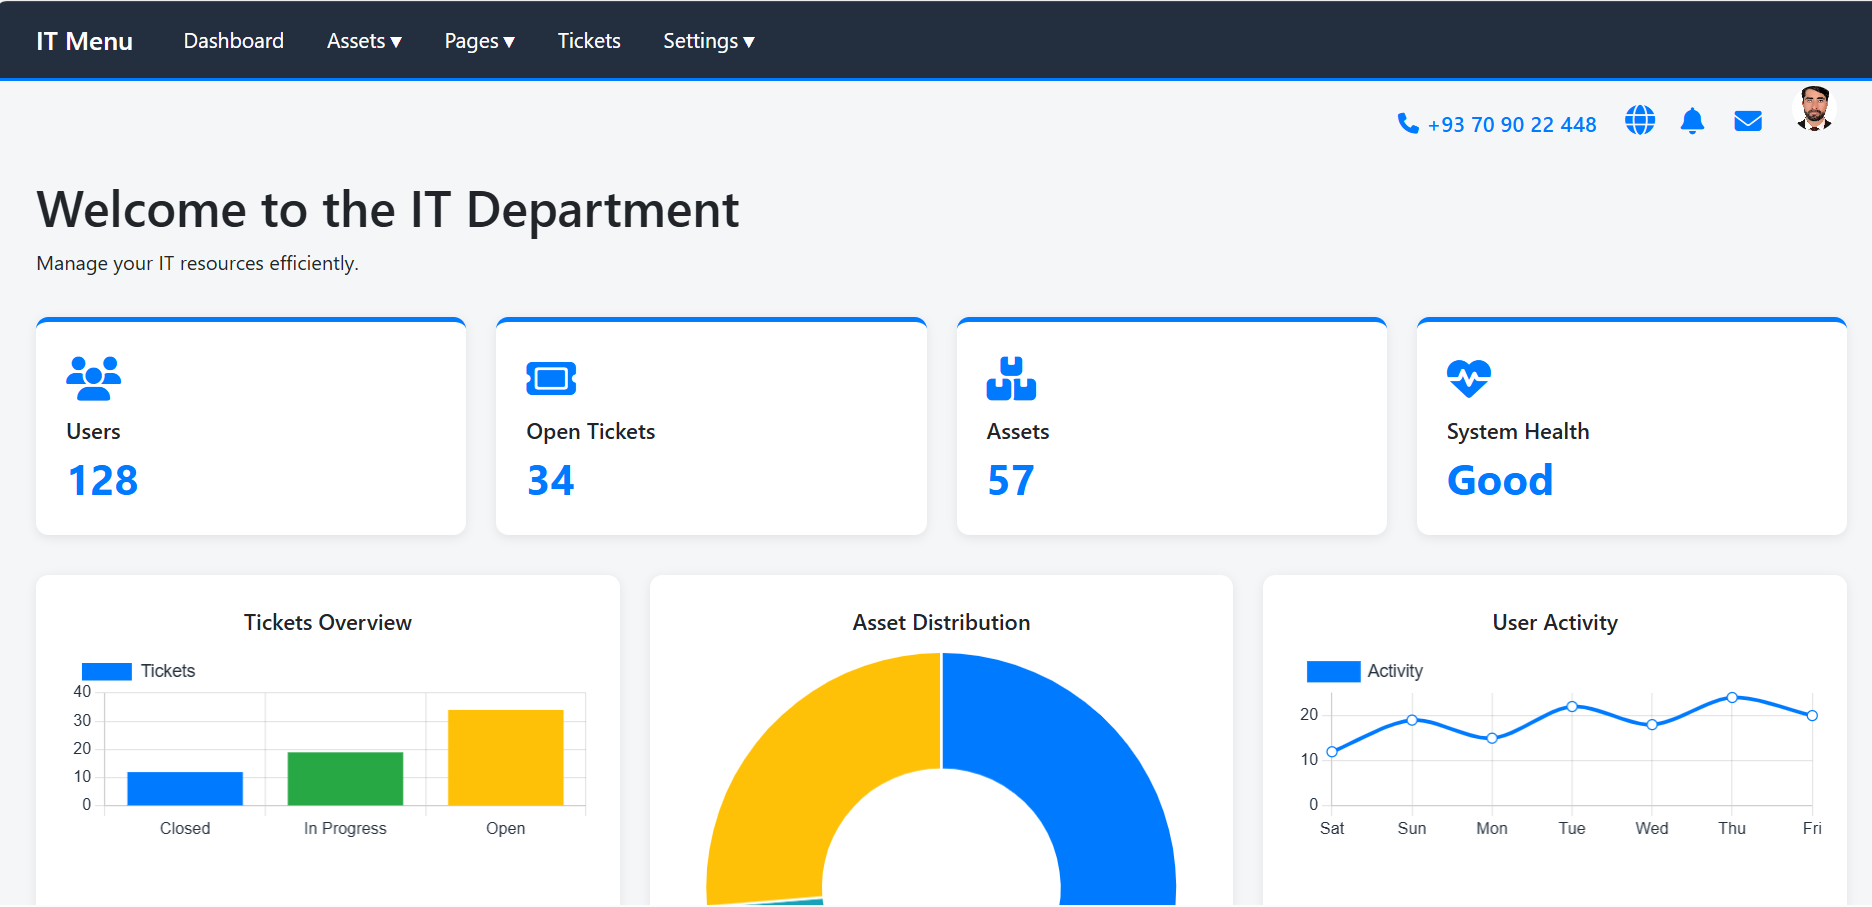 IT Menu Dashboard Assets ▾ Pages ▾ Tickets Settings ▾
+93 70 90 22 448
Welcome to the IT Department
Manage your IT resources efficiently.
Users
128
Open Tickets
34
Assets
57
System Health
Good
Tickets Overview
Tickets
40
30
20
10
0
Closed In Progress Open
Asset Distribution
User Activity
Activity
20
10
0
Sat Sun Mon Tue Wed Thu Fri